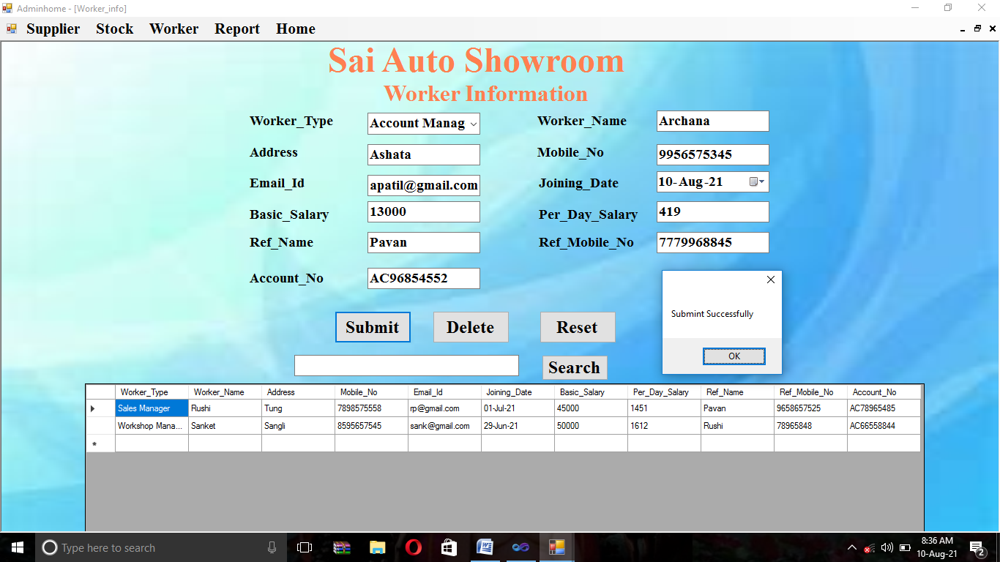 Adminhome - [Worker_info]
Supplier Stock Worker Report Home
Sai Auto Showroom
Worker Information
Worker_Type Account Manag Worker_Name Archana
Address Ashata Mobile_No 9956575345
Email_Id apatil@gmail.com Joining_Date 10-Aug-21
Basic_Salary 13000 Per_Day_Salary 419
Ref_Name Pavan Ref_Mobile_No 7779968845
Account_No AC96854552
Submint Successfully
OK
Submit Delete Reset
Search
Worker_Type Worker_Name Address Mobile_No Email_Id Joining_Date Basic_Salary Per_Day_Salary Ref_Name Ref_Mobile_No Account_No
Sales Manager Rushi Tung 7898575558 rp@gmail.com 01-Jul-21 45000 1451 Pavan 9658657525 AC78965485
Workshop Mana... Sanket Sangli 8595657545 sank@gmail.com 29-Jun-21 50000 1612 Rushi 78965848 AC66558844
Type here to search
8:36 AM
10-Aug-21
2